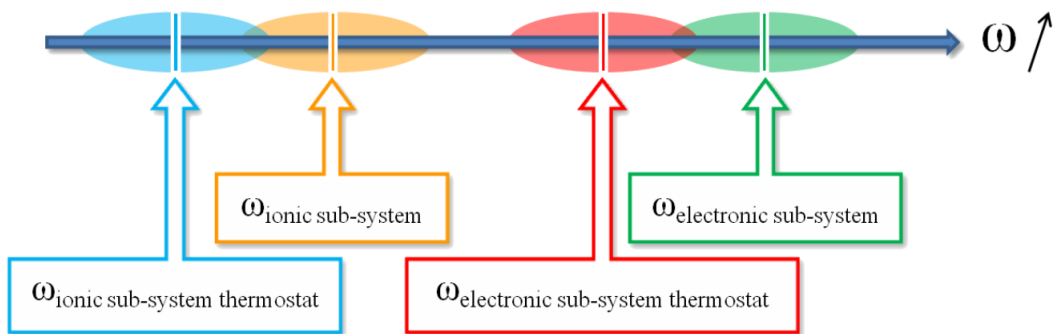 ω
ωionic sub-system
ωelectronic sub-system
ωionic sub-system thermostat
ωelectronic sub-system thermostat